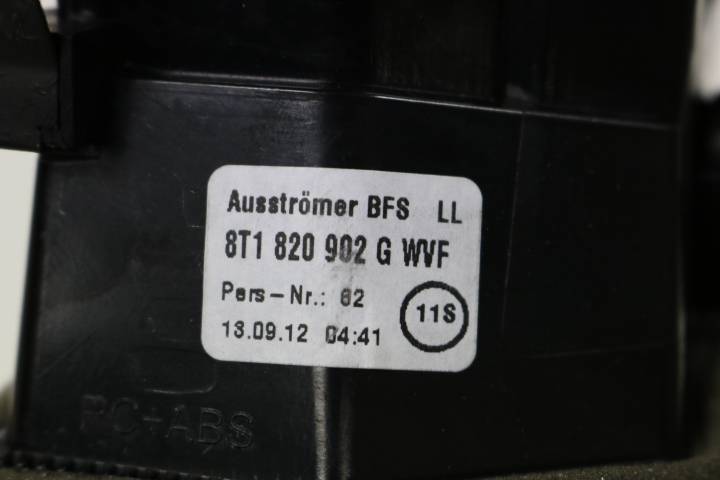 Ausströmer BFS LL
8T1 820 902 G WVF
Pers-Nr.: 62
11S
13.09.12 04:41
PC+ABS